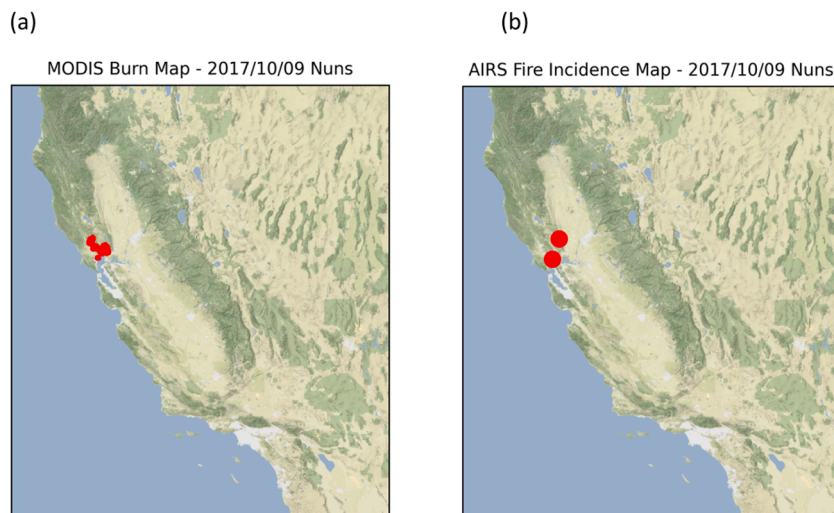 (a)
(b)
MODIS Burn Map - 2017/10/09 Nuns
AIRS Fire Incidence Map - 2017/10/09 Nuns